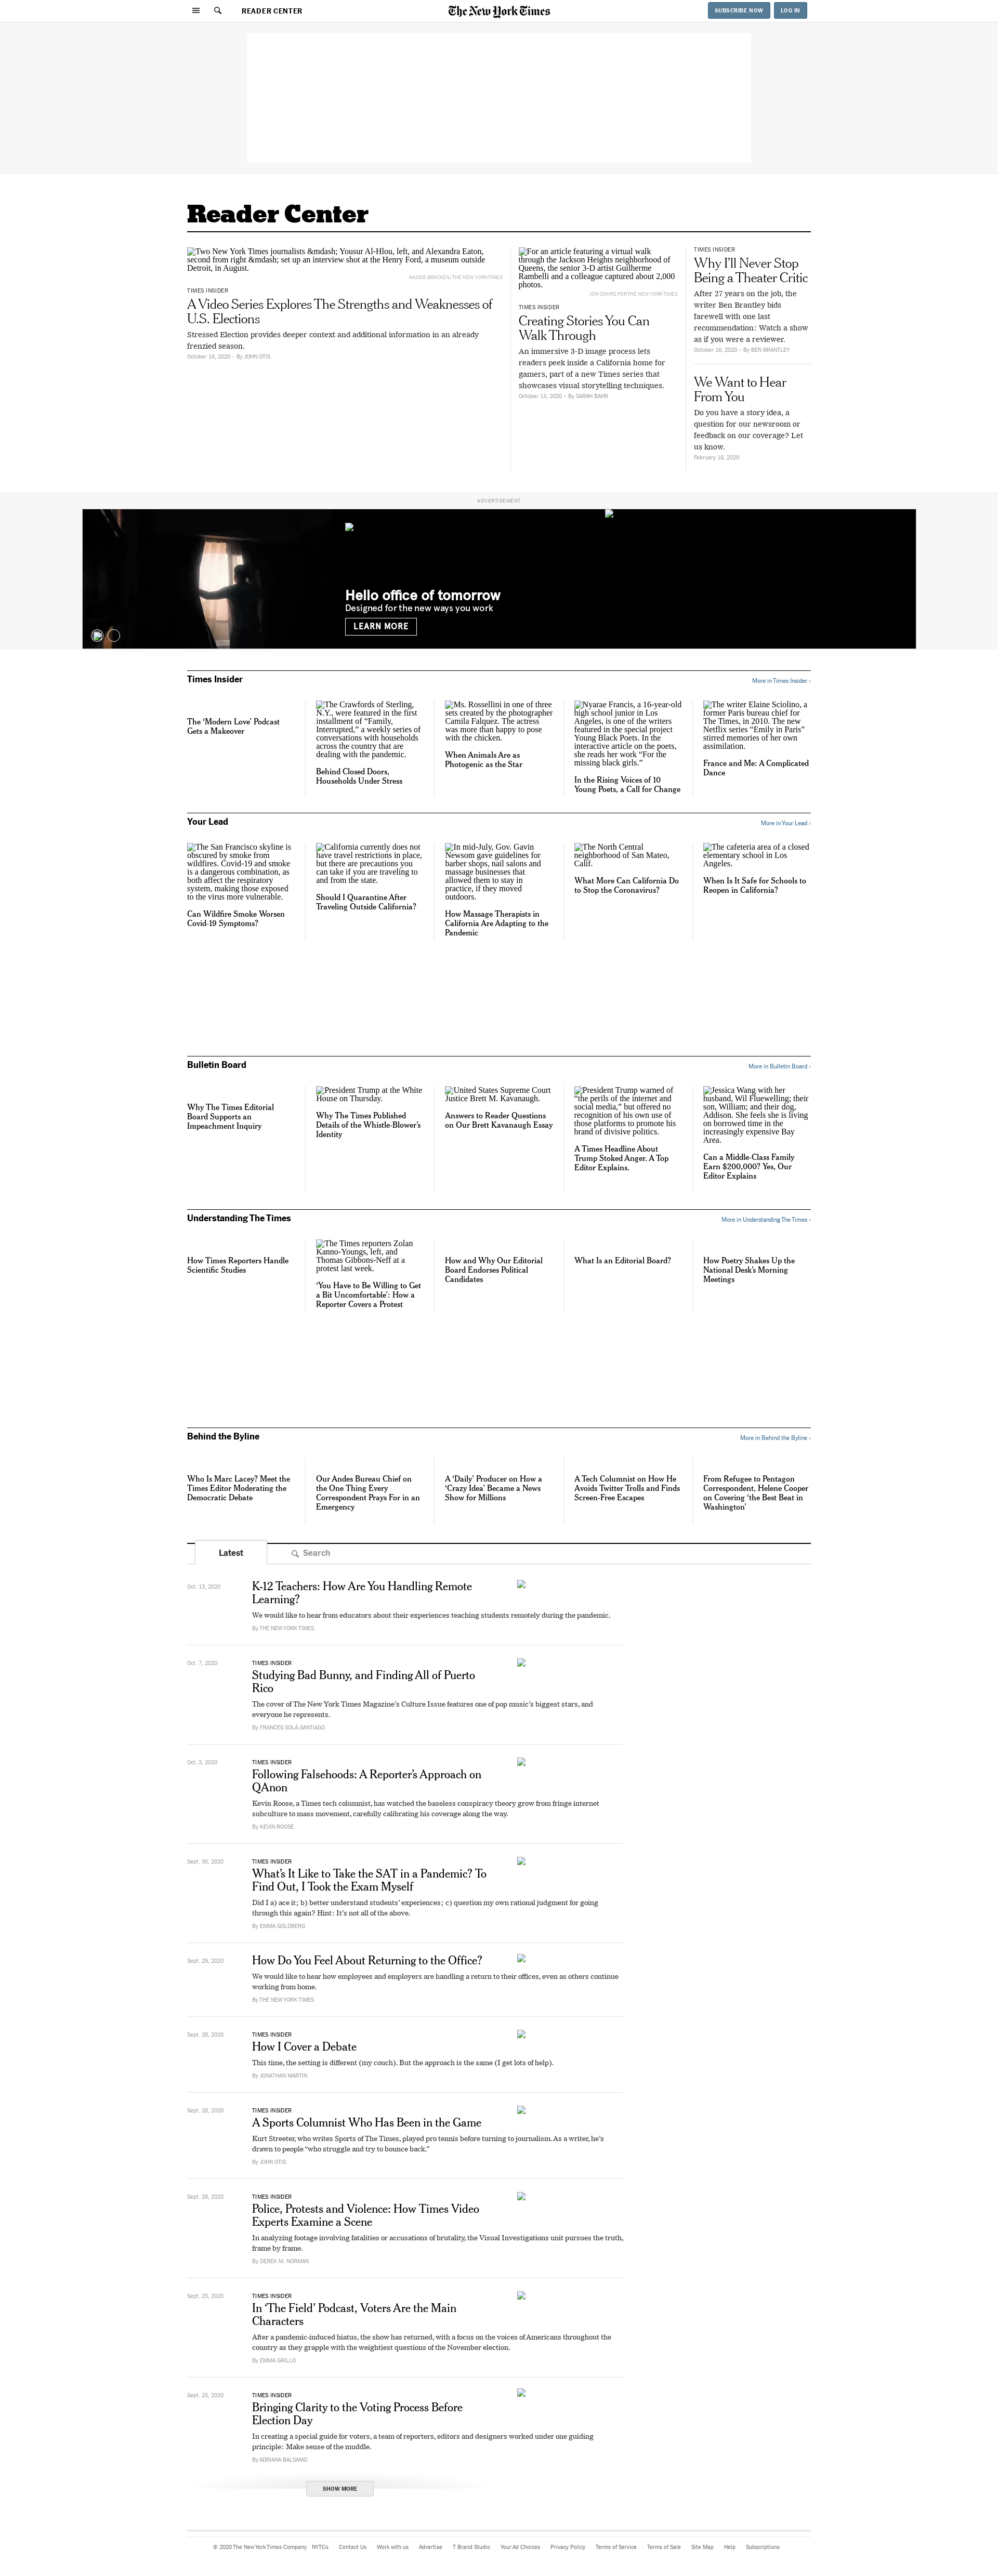 READER CENTER
The New York Times
SUBSCRIBE NOW
LOG IN
Reader Center
Two New York Times journalists &mdash; Yousur Al-Hlou, left, and Alexandra Eaton,
second from right &mdash; set up an interview shot at the Henry Ford, a museum outside
Detroit, in August.
HAISSIE BRACKEN/THE NEW YORK TIMES
TIMES INSIDER
A Video Series Explores The Strengths and Weaknesses of
U.S. Elections
Stressed Election provides deeper context and additional information in an already
frenzied season.
October 16, 2020 - By JOHN OTIS
For an article featuring a virtual
walk through the Jackson Heights neighborhood of
Queens, the senior 3-D artist Guilherme
Rambelli and a colleague captured about 2,000
photos.
JON COHRS FOR THE NEW YORK TIMES
TIMES INSIDER
Creating Stories You Can
Walk Through
An immersive 3-D image process lets
readers peek inside a California home for
gamers, part of a new Times series that
showcases visual storytelling techniques.
October 13, 2020 - By SARAH BAHR
TIMES INSIDER
Why I’ll Never Stop
Being a Theater Critic
After 27 years on the job, the
writer Ben Brantley bids
farewell with one last
recommendation: Watch a show
as if you were a reviewer.
October 16, 2020 - By BEN BRANTLEY
We Want to Hear
From You
Do you have a story idea, a
question for our newsroom or
feedback on our coverage? Let
us know.
February 18, 2020
ADVERTISEMENT
Hello office of tomorrow
Designed for the new ways you work
LEARN MORE
Times Insider
More in Times Insider ›
The ‘Modern Love’ Podcast
Gets a Makeover
The Crawfords of Sterling,
N.Y., were featured in the first
installment of “Family,
Interrupted,” a weekly series of
conversations with households
across the country that are
dealing with the pandemic.
Behind Closed Doors,
Households Under Stress
Ms. Rossellini in one of three
sets created by the photographer
Camila Falquez. The actress
was more than happy to pose
with the chicken.
When Animals Are as
Photogenic as the Star
Nyarae Francis, a 16-year-old
high school junior in Los
Angeles, is one of the writers
featured in the special project
Young Black Poets. In the
interactive article on the poets,
she reads her work “For the
missing black girls.”
In the Rising Voices of 10
Young Poets, a Call for Change
The writer Elaine Sciolino, a
former Paris bureau chief for
The Times, in 2010. The new
Netflix series “Emily in Paris”
stirred memories of her own
assimilation.
France and Me: A Complicated
Dance
Your Lead
More in Your Lead ›
The San Francisco skyline is
obscured by smoke from
wildfires. Covid-19 and smoke
is a dangerous combination, as
both affect the respiratory
system, making those exposed
to the virus more vulnerable.
Can Wildfire Smoke Worsen
Covid-19 Symptoms?
California currently does not
have travel restrictions in place,
but there are precautions you
can take if you are traveling to
and from the state.
Should I Quarantine After
Traveling Outside California?
In mid-July, Gov. Gavin
Newsom gave guidelines for
barber shops, nail salons and
massage businesses that
allowed them to stay in
practice, if they moved
outdoors.
How Massage Therapists in
California Are Adapting to the
Pandemic
The North Central
neighborhood of San Mateo,
Calif.
What More Can California Do
to Stop the Coronavirus?
The cafeteria area of a closed
elementary school in Los
Angeles.
When Is It Safe for Schools to
Reopen in California?
Bulletin Board
More in Bulletin Board ›
Why The Times Editorial
Board Supports an
Impeachment Inquiry
President Trump at the White
House on Thursday.
Why The Times Published
Details of the Whistle-Blower’s
Identity
United States Supreme Court
Justice Brett M. Kavanaugh.
Answers to Reader Questions
on Our Brett Kavanaugh Essay
President Trump warned of
“the perils of the internet and
social media,” but offered no
recognition of his own use of
those platforms to promote his
brand of divisive politics.
A Times Headline About
Trump Stoked Anger. A Top
Editor Explains.
Jessica Wang with her
husband, Wil Fluewelling; their
son, William; and their dog,
Addison. She feels she is living
on borrowed time in the
increasingly expensive Bay
Area.
Can a Middle-Class Family
Earn $200,000? Yes, Our
Editor Explains
Understanding The Times
More in Understanding The Times ›
How Times Reporters Handle
Scientific Studies
The Times reporters Zolan
Kanno-Youngs, left, and
Thomas Gibbons-Neff at a
protest last week.
‘You Have to Be Willing to Get
a Bit Uncomfortable’: How a
Reporter Covers a Protest
How and Why Our Editorial
Board Endorses Political
Candidates
What Is an Editorial Board?
How Poetry Shakes Up the
National Desk’s Morning
Meetings
Behind the Byline
More in Behind the Byline ›
Who Is Marc Lacey? Meet the
Times Editor Moderating the
Democratic Debate
Our Andes Bureau Chief on
the One Thing Every
Correspondent Prays For in an
Emergency
A ‘Daily’ Producer on How a
‘Crazy Idea’ Became a News
Show for Millions
A Tech Columnist on How He
Avoids Twitter Trolls and Finds
Screen-Free Escapes
From Refugee to Pentagon
Correspondent, Helene Cooper
on Covering ‘the Best Beat in
Washington’
Latest
Search
Oct. 13, 2020
K-12 Teachers: How Are You Handling Remote
Learning?
We would like to hear from educators about their experiences teaching students remotely during the pandemic.
By THE NEW YORK TIMES
Oct. 7, 2020
TIMES INSIDER
Studying Bad Bunny, and Finding All of Puerto
Rico
The cover of The New York Times Magazine’s Culture Issue features one of pop music’s biggest stars, and
everyone he represents.
By FRANCES SOLÁ-SANTIAGO
Oct. 3, 2020
TIMES INSIDER
Following Falsehoods: A Reporter’s Approach on
QAnon
Kevin Roose, a Times tech columnist, has watched the baseless conspiracy theory grow from fringe internet
subculture to mass movement, carefully calibrating his coverage along the way.
By KEVIN ROOSE
Sept. 30, 2020
TIMES INSIDER
What’s It Like to Take the SAT in a Pandemic? To
Find Out, I Took the Exam Myself
Did I a) ace it; b) better understand students’ experiences; c) question my own rational judgment for going
through this again? Hint: It’s not all of the above.
By EMMA GOLDBERG
Sept. 29, 2020
How Do You Feel About Returning to the Office?
We would like to hear how employees and employers are handling a return to their offices, even as others continue
working from home.
By THE NEW YORK TIMES
Sept. 28, 2020
TIMES INSIDER
How I Cover a Debate
This time, the setting is different (my couch). But the approach is the same (I get lots of help).
By JONATHAN MARTIN
Sept. 28, 2020
TIMES INSIDER
A Sports Columnist Who Has Been in the Game
Kurt Streeter, who writes Sports of The Times, played pro tennis before turning to journalism. As a writer, he’s
drawn to people “who struggle and try to bounce back.”
By JOHN OTIS
Sept. 26, 2020
TIMES INSIDER
Police, Protests and Violence: How Times Video
Experts Examine a Scene
In analyzing footage involving fatalities or accusations of brutality, the Visual Investigations unit pursues the truth,
frame by frame.
By DEREK M. NORMAN
Sept. 25, 2020
TIMES INSIDER
In ‘The Field’ Podcast, Voters Are the Main
Characters
After a pandemic-induced hiatus, the show has returned, with a focus on the voices of Americans throughout the
country as they grapple with the weightiest questions of the November election.
By EMMA GRILLO
Sept. 25, 2020
TIMES INSIDER
Bringing Clarity to the Voting Process Before
Election Day
In creating a special guide for voters, a team of reporters, editors and designers worked under one guiding
principle: Make sense of the muddle.
By ADRIANA BALSAMO
SHOW MORE
© 2020 The New York Times Company NYTCo Contact Us Work with us Advertise T Brand Studio Your Ad Choices Privacy Policy Terms of Service Terms of Sale Site Map Help Subscriptions